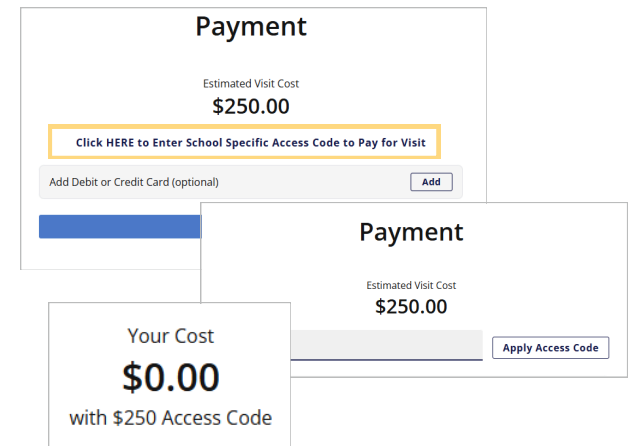 Payment
Estimated Visit Cost
$250.00
Click HERE to Enter School Specific Access Code to Pay for Visit
Add Debit or Credit Card (optional)
Add
Payment
Estimated Visit Cost
$250.00
Apply Access Code
Your Cost
$0.00
with $250 Access Code